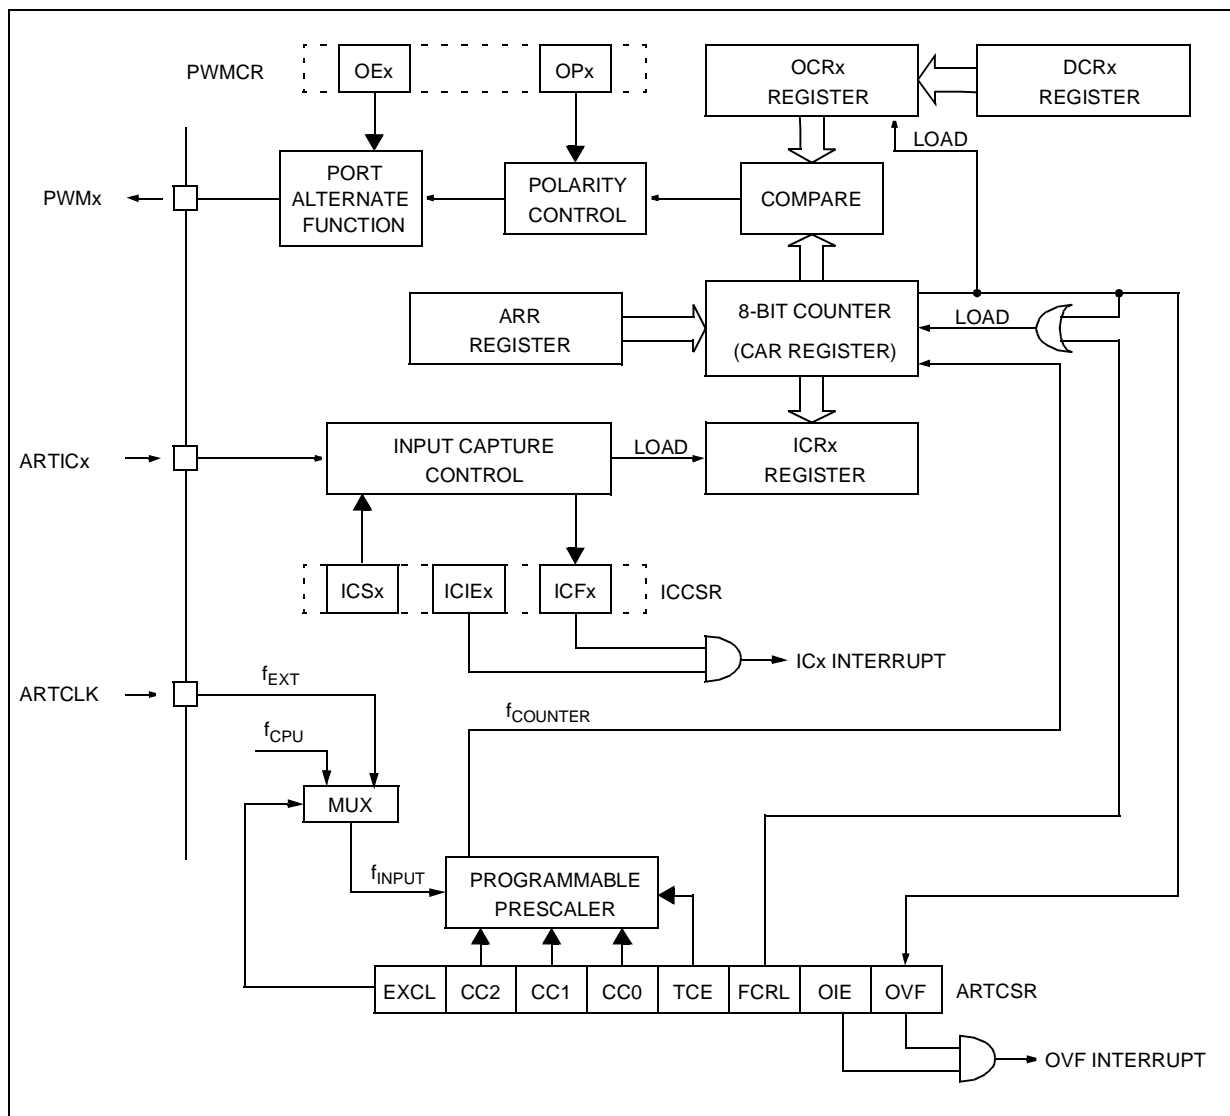 PWMCR
OEx
OPx
OCRx
REGISTER
DCRx
REGISTER
LOAD
PWMx
PORT
ALTERNATE
FUNCTION
POLARITY
CONTROL
COMPARE
ARR
REGISTER
8-BIT COUNTER
(CAR REGISTER)
LOAD
ARTICx
INPUT CAPTURE
CONTROL
LOAD
ICRx
REGISTER
ICSx
ICIEx
ICFx
ICCSR
ICx INTERRUPT
ARTCLK
fEXT
fCPU
fCOUNTER
MUX
fINPUT
PROGRAMMABLE
PRESCALER
EXCL
CC2
CC1
CC0
TCE
FCRL
OIE
OVF
ARTCSR
OVF INTERRUPT